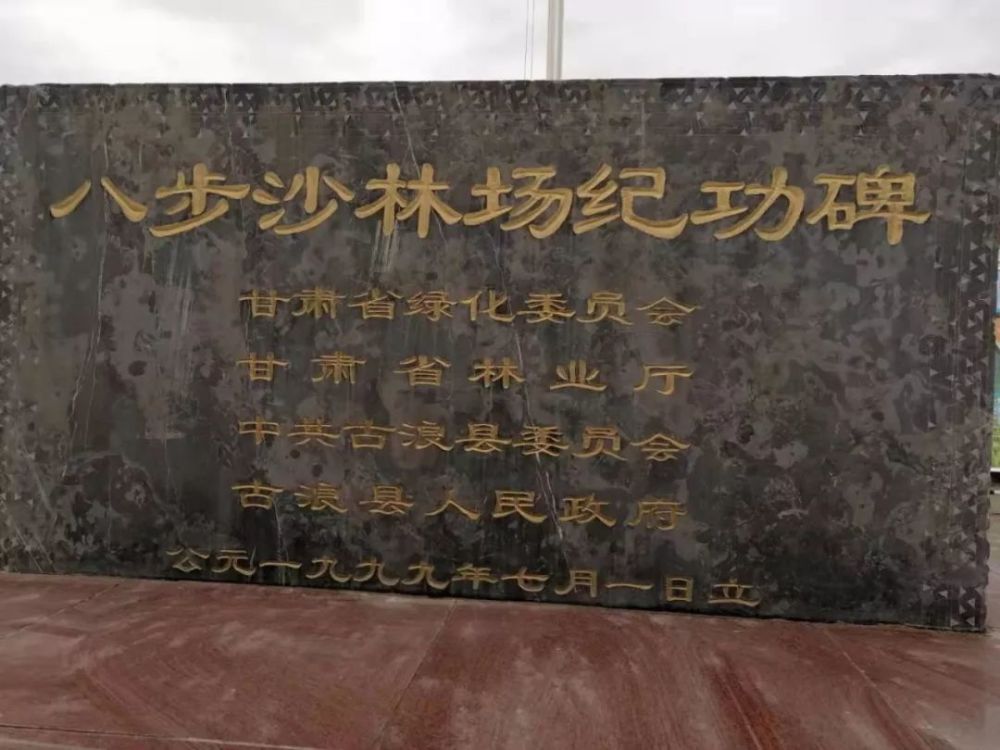 八步沙林场纪功碑
甘肃省绿化委员会
甘肃省林业厅
中共古浪县委员会
古浪县人民政府
公元一九九九年七月一日立